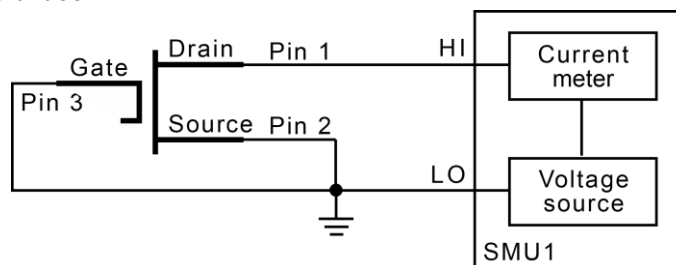 Drain
Pin 1
HI
Current
meter
Gate
Pin 3
Source
Pin 2
LO
Voltage
source
SMU1